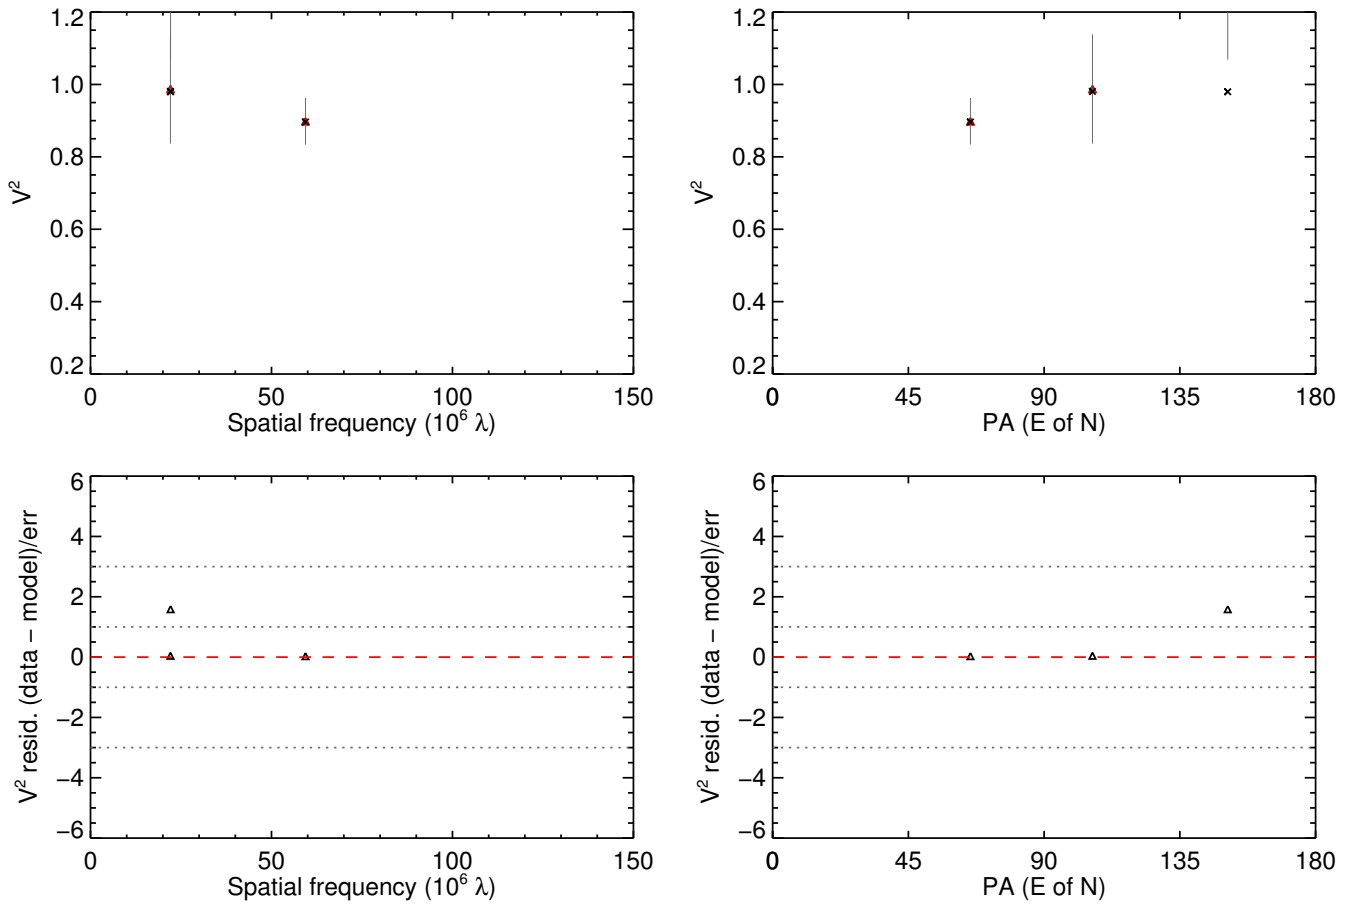 1.2
1.0
0.8
0.6
0.4
0.2
V²
0 50 100 150
Spatial frequency (10⁶ λ)
1.2
1.0
0.8
0.6
0.4
0.2
V²
0 45 90 135 180
PA (E of N)
6
4
2
0
−2
−4
−6
V² resid. (data − model)/err
0 50 100 150
Spatial frequency (10⁶ λ)
6
4
2
0
−2
−4
−6
V² resid. (data − model)/err
0 45 90 135 180
PA (E of N)